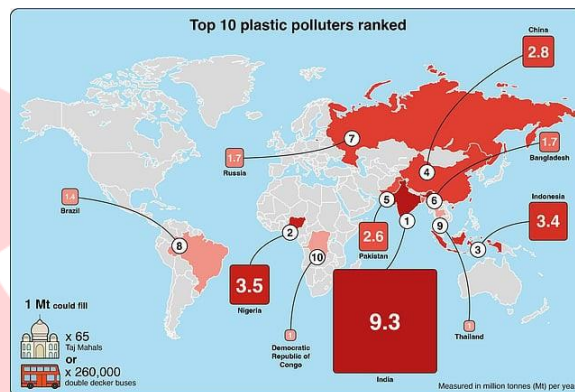 Top 10 plastic polluters ranked
China
2.8
1.7
Bangladesh
7
1.7
Russia
4
6
5
1.4
Brazil
8
2
1
9
3
Indonesia
3.4
2.6
Pakistan
10
3.5
Nigeria
9.3
India
1
Thailand
1
Democratic
Republic of
Congo
1 Mt could fill
x 65
Taj Mahals
or
x 260,000
double decker buses
Measured in million tonnes (Mt) per year